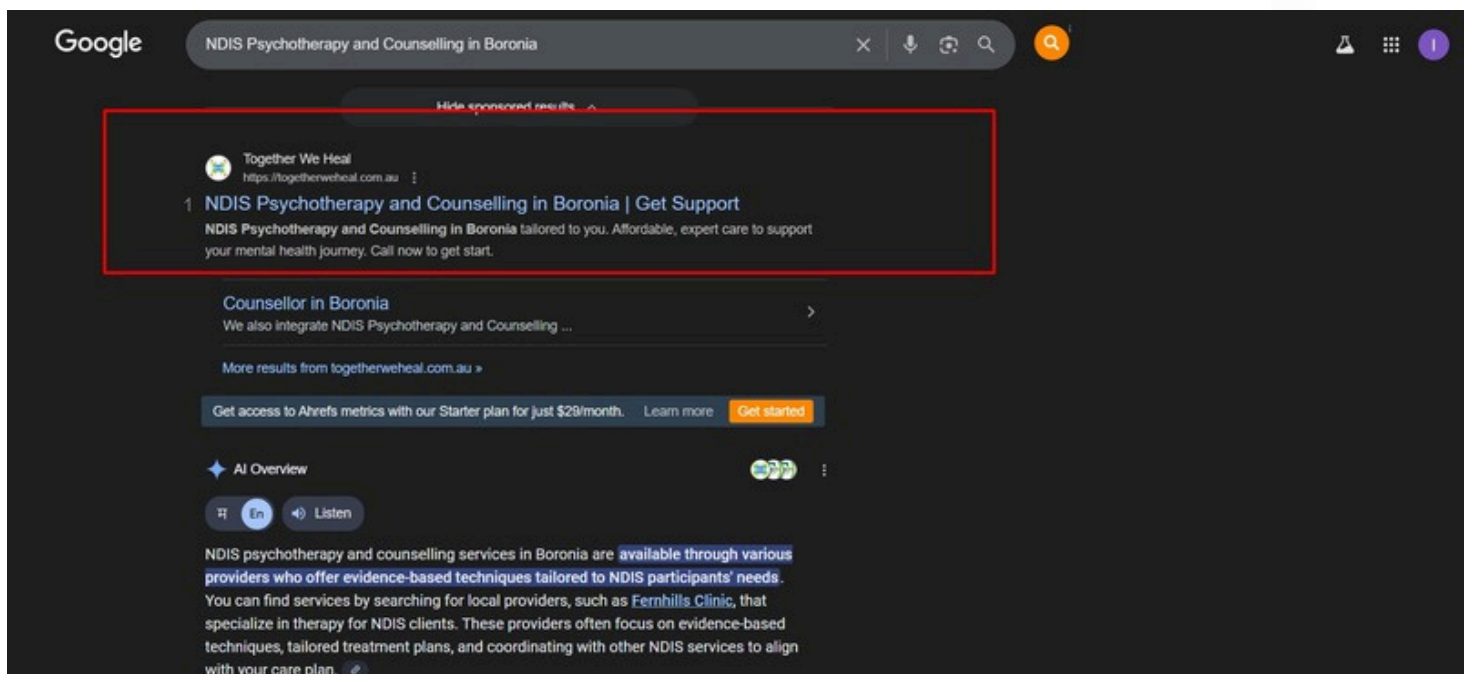 Google
NDIS Psychotherapy and Counselling in Boronia
I
Hide sponsored results
Together We Heal
https://togetherweheal.com.au
1 NDIS Psychotherapy and Counselling in Boronia | Get Support
NDIS Psychotherapy and Counselling in Boronia tailored to you. Affordable, expert care to support
your mental health journey. Call now to get start.
Counsellor in Boronia
We also integrate NDIS Psychotherapy and Counselling ...
More results from togetherweheal.com.au »
Get access to Ahrefs metrics with our Starter plan for just $29/month. Learn more Get started
AI Overview
म En Listen
NDIS psychotherapy and counselling services in Boronia are available through various
providers who offer evidence-based techniques tailored to NDIS participants' needs.
You can find services by searching for local providers, such as Fernhills Clinic, that
specialize in therapy for NDIS clients. These providers often focus on evidence-based
techniques, tailored treatment plans, and coordinating with other NDIS services to align
with your care plan.